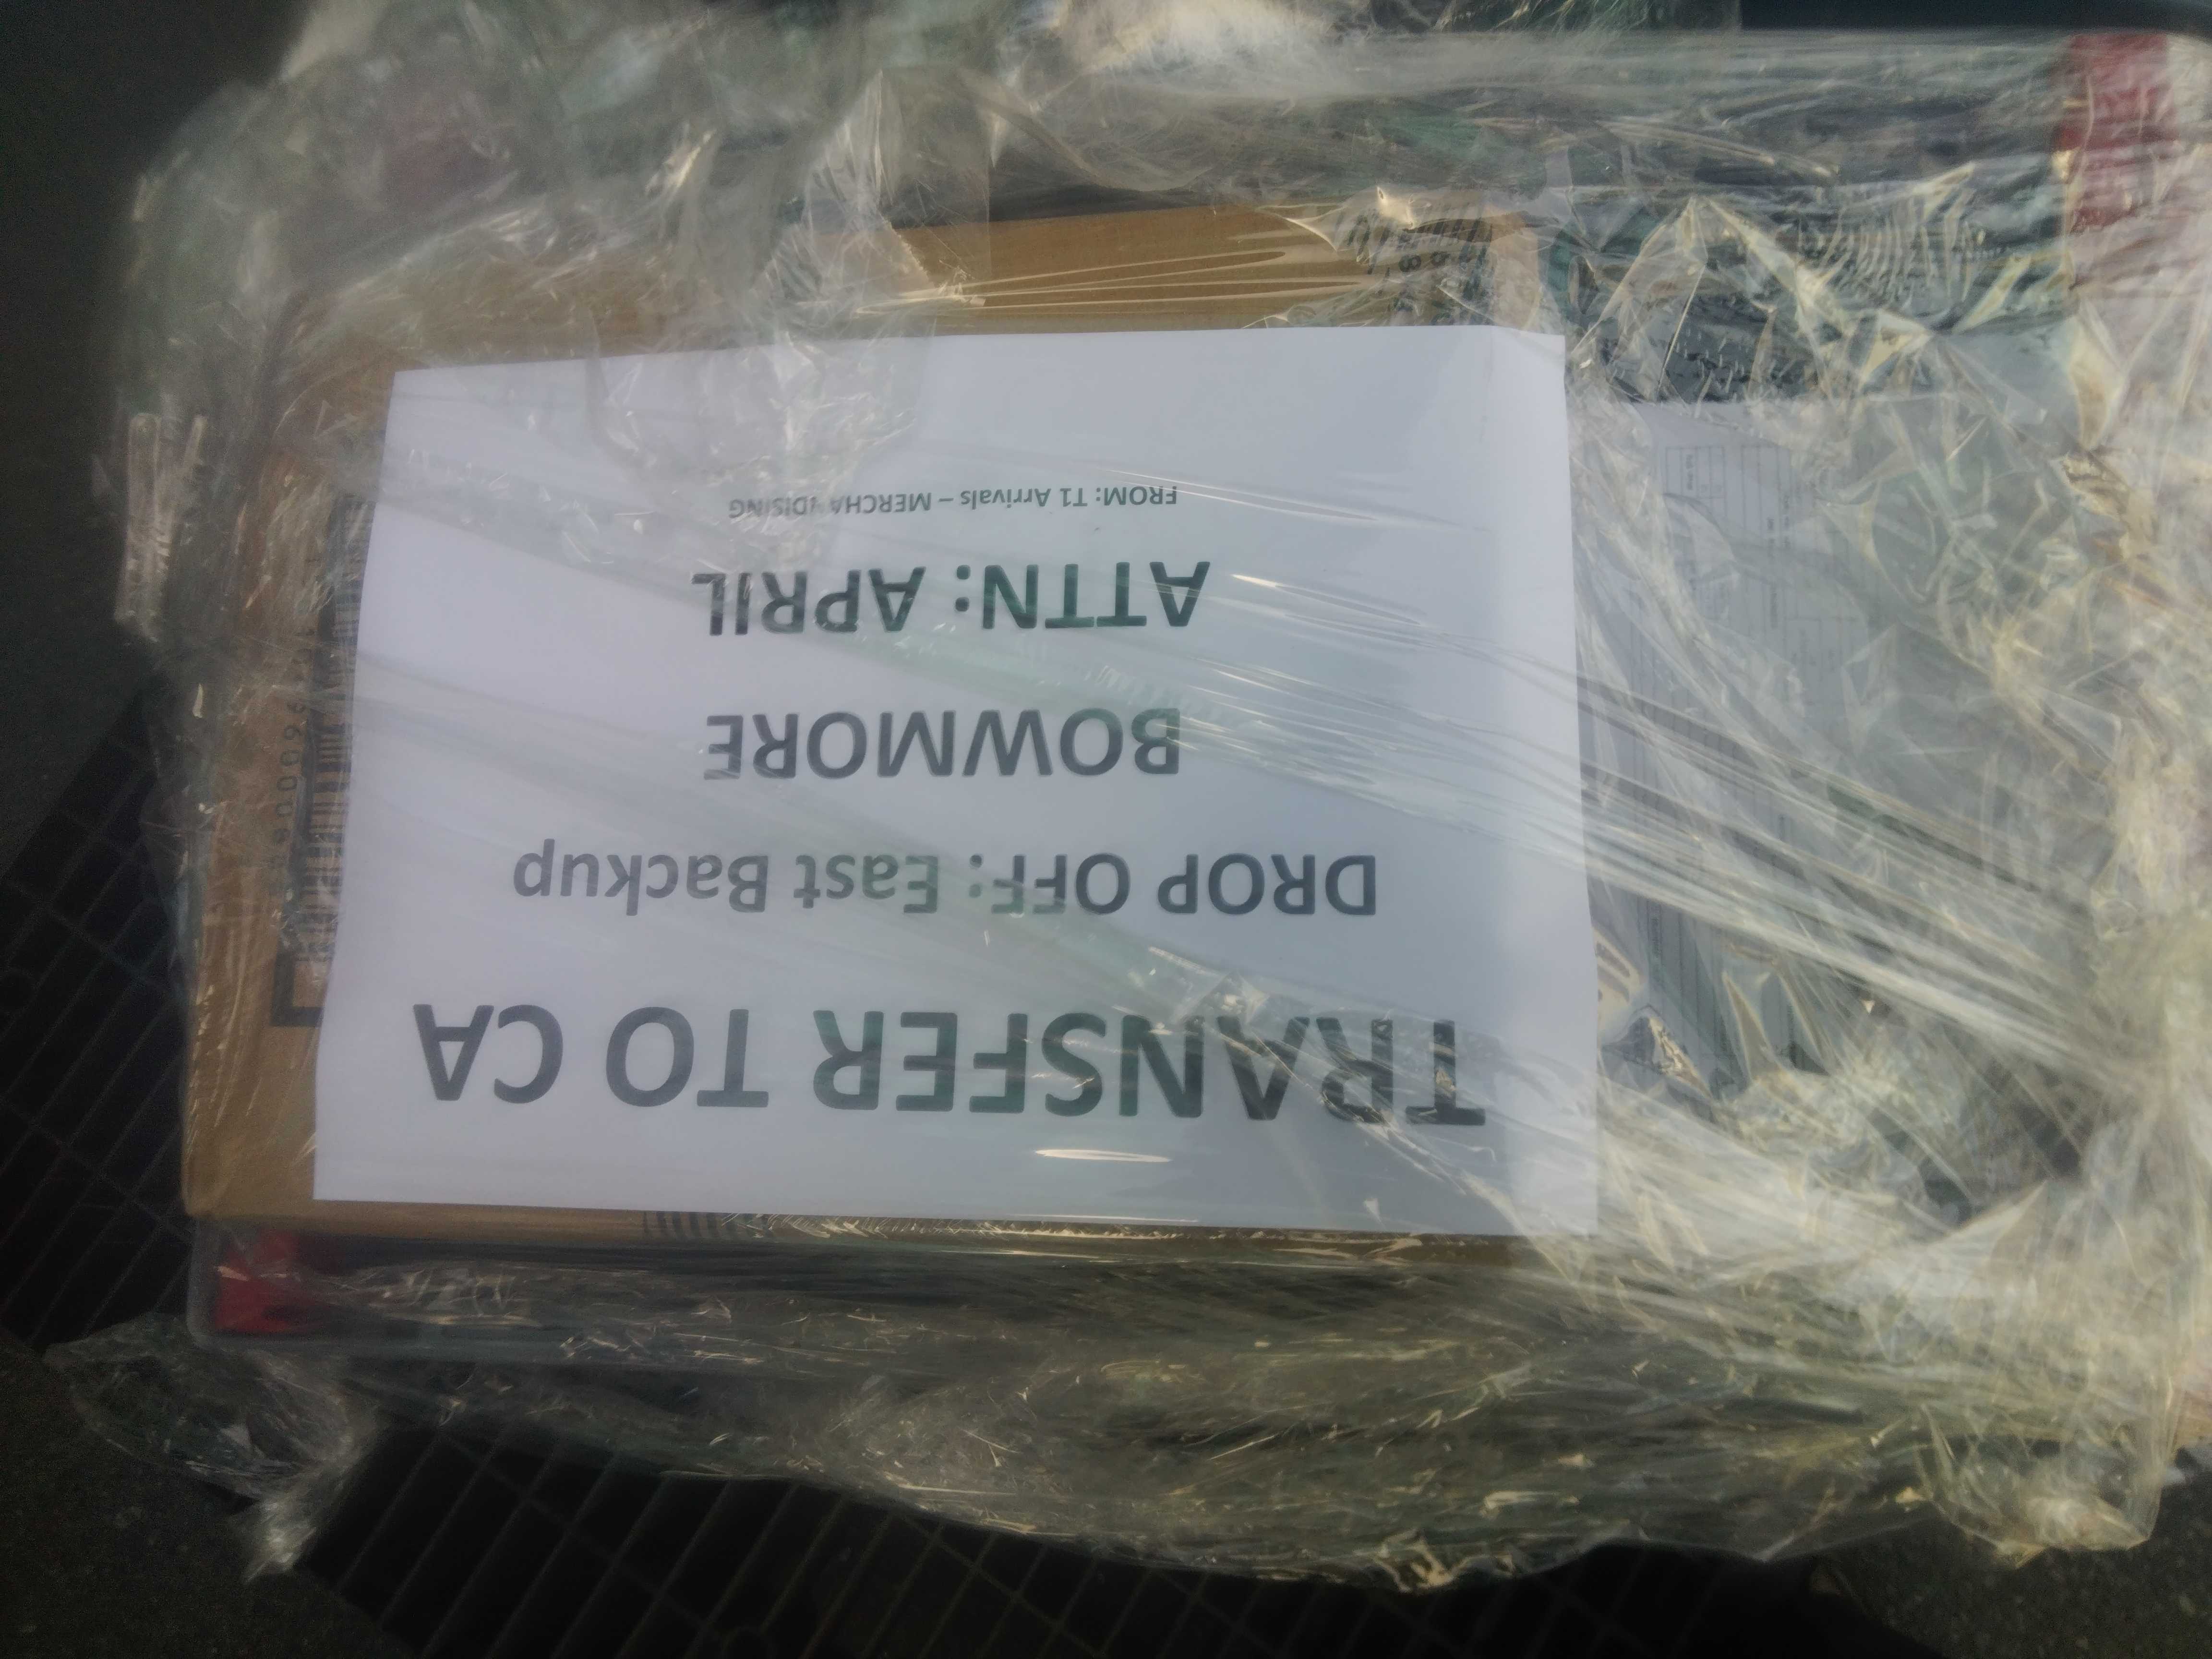 TRANSFER TO CA
DROP OFF: East Backup
BOWMORE
ATTN: APRIL
FROM: T1 Arrivals – MERCHANDISING